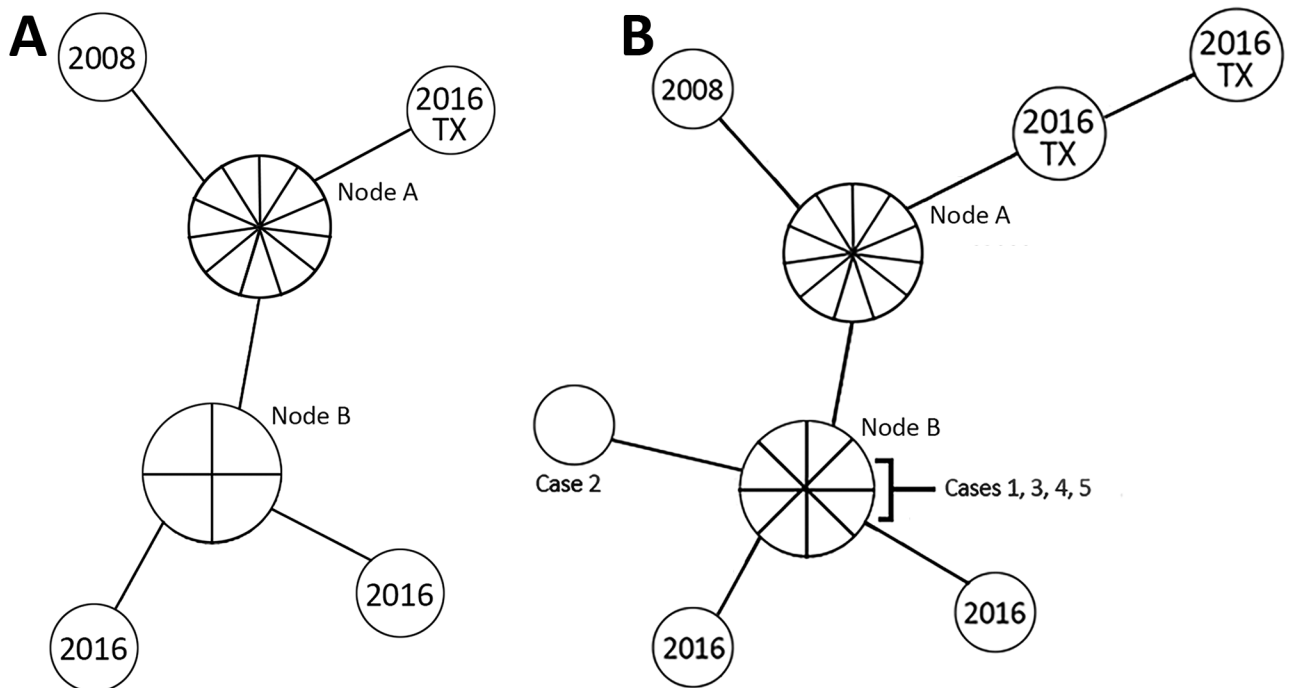 A
2008
2016
TX
Node A
Node B
2016
2016
B
2008
2016
TX
2016
TX
Node A
Node B
Case 2
Cases 1, 3, 4, 5
2016
2016